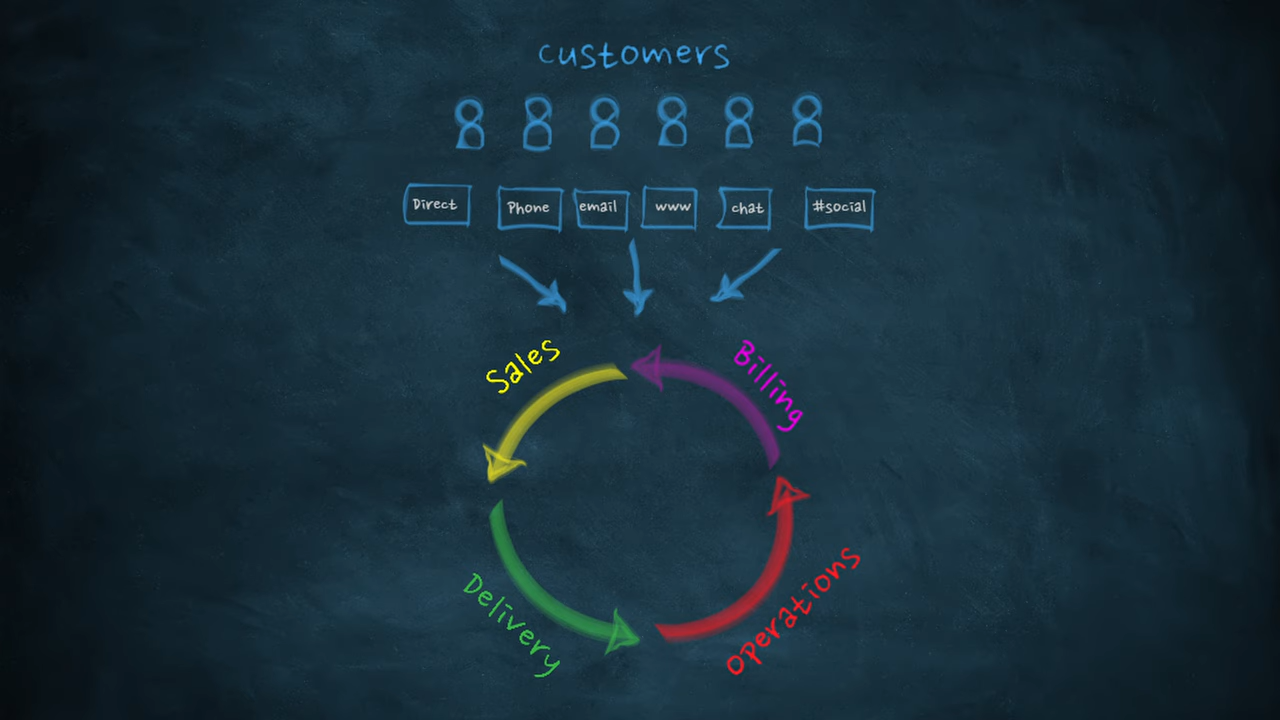 customers
Direct Phone email www chat #social
Sales
Billing
Delivery
Operations